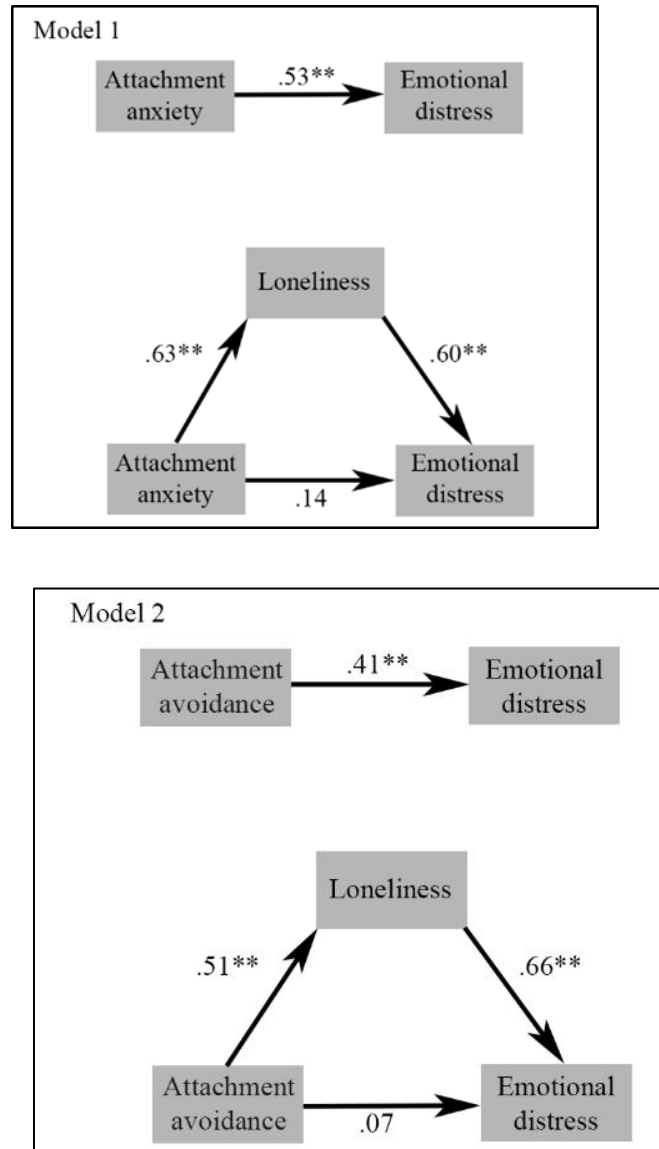 Model 1
Attachment
anxiety
.53**
Emotional
distress
Loneliness
.63**
.60**
Attachment
anxiety
.14
Emotional
distress
Model 2
Attachment
avoidance
.41**
Emotional
distress
Loneliness
.51**
.66**
Attachment
avoidance
.07
Emotional
distress